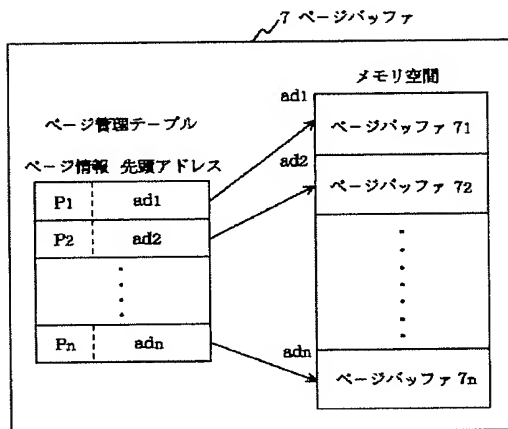 7 ページバッファ
メモリ空間
ad1
ページ管理テーブル
ページバッファ 71
ad2
ページ情報 先頭アドレス
P1 ad1
ページバッファ 72
P2 ad2
Pn adn
adn
ページバッファ 7n